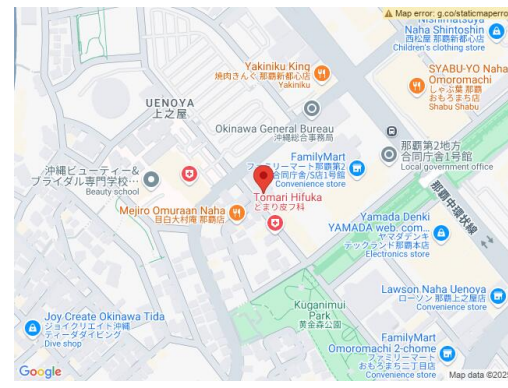 Map error: g.co/staticmaperro
Nishimatsuya
Naha Shintoshin
西松屋 那覇新都心店
Children's clothing store
Yakiniku King
焼肉きんぐ 那覇新都心店
Yakiniku
SYABU-YO Naha
Omoromachi
しゃぶ葉 那覇
おもろまち店
Shabu Shabu
UENOYA
上之屋
Okinawa General Bureau
沖縄総合事務局
那覇第2地方
合同庁舎1号館
Local government office
FamilyMart
ファミリーマート那覇第2
合同庁舎/S店1号館
Convenience store
沖縄ビューティー&
ブライダル専門学校…
Beauty school
Tomari Hifuka
とまり皮フ科
Mejiro Omuraan Naha
目白大村庵 那覇店
那覇中環状線
Yamada Denki
YAMADA web. com...
ヤマダデンキ
テックランド那覇本店
Electronics store
Lawson Naha Uenoya
ローソン 那覇上之屋店
Convenience store
Kuganimui
Park
黄金森公園
Joy Create Okinawa Tida
ジョイクリエイト沖縄
ティーダダイビング
Dive shop
FamilyMart
Omoromachi 2-chome
ファミリーマート
おもろまち二丁目店
Convenience store
Google
Map data ©2025